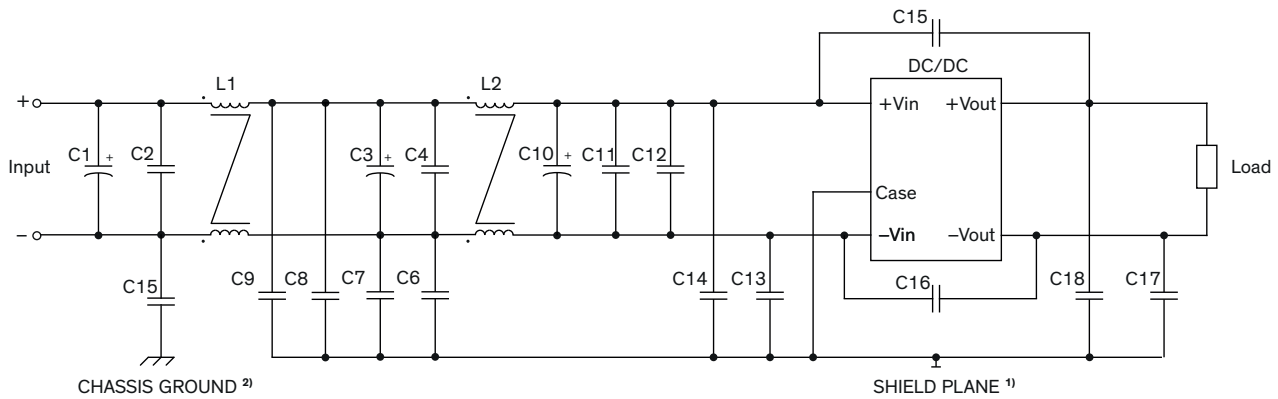 C15
DC/DC
L1
L2
+
+Vin
+Vout
C1
+
C2
C3
+
C4
C10
+
C11
C12
Input
Load
Case
−
−Vin
−Vout
C15
C9
C8
C7
C6
C14
C13
C16
C18
C17
CHASSIS GROUND 2)
SHIELD PLANE 1)